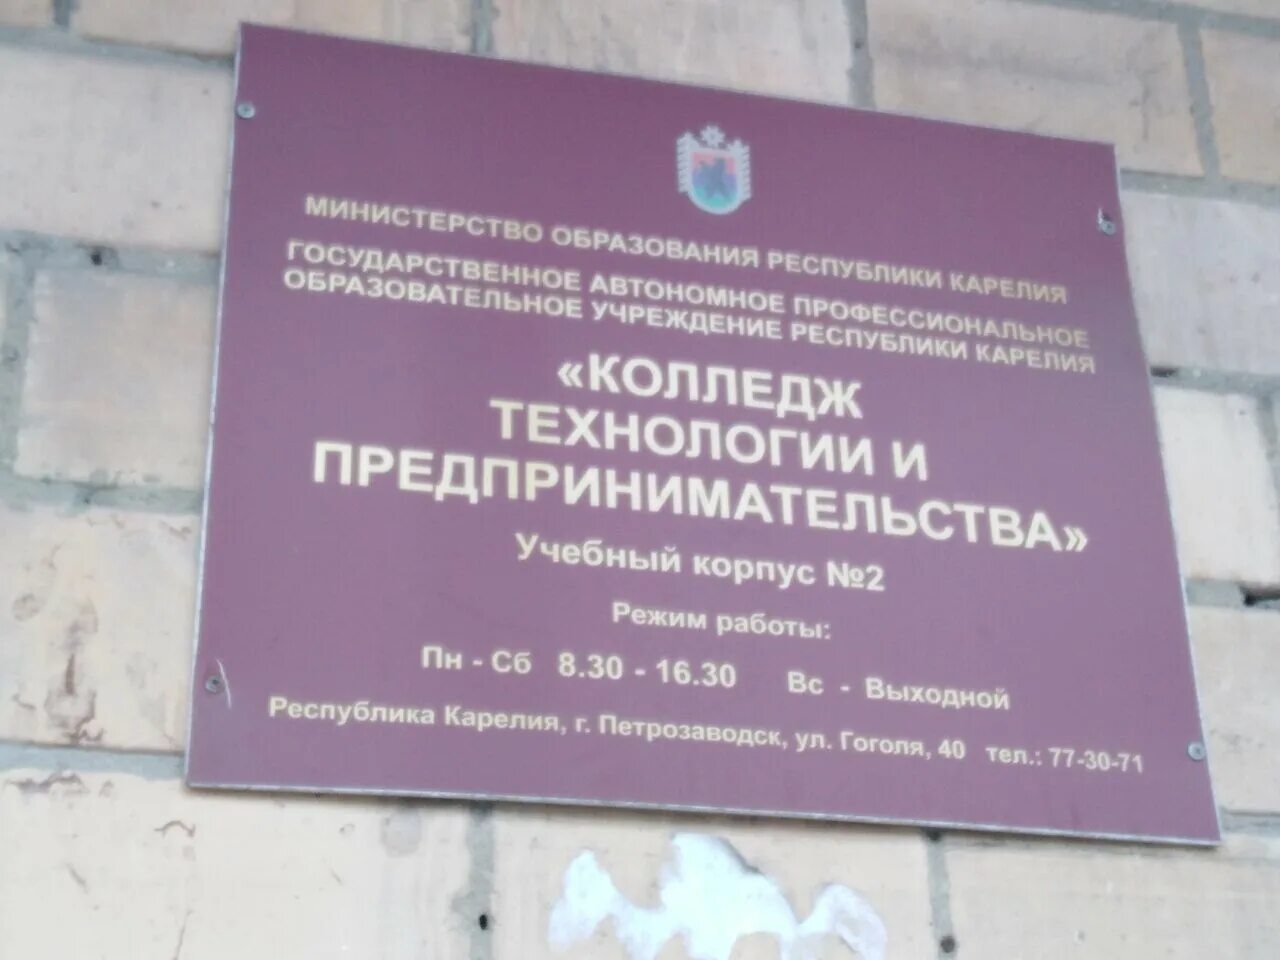 МИНИСТЕРСТВО ОБРАЗОВАНИЯ РЕСПУБЛИКИ КАРЕЛИЯ
ГОСУДАРСТВЕННОЕ АВТОНОМНОЕ ПРОФЕССИОНАЛЬНОЕ
ОБРАЗОВАТЕЛЬНОЕ УЧРЕЖДЕНИЕ РЕСПУБЛИКИ КАРЕЛИЯ
«КОЛЛЕДЖ
ТЕХНОЛОГИИ И
ПРЕДПРИНИМАТЕЛЬСТВА»
Учебный корпус №2
Режим работы:
Пн - Сб 8.30 - 16.30 Вс - Выходной
Республика Карелия, г. Петрозаводск, ул. Гоголя, 40 тел.: 77-30-71